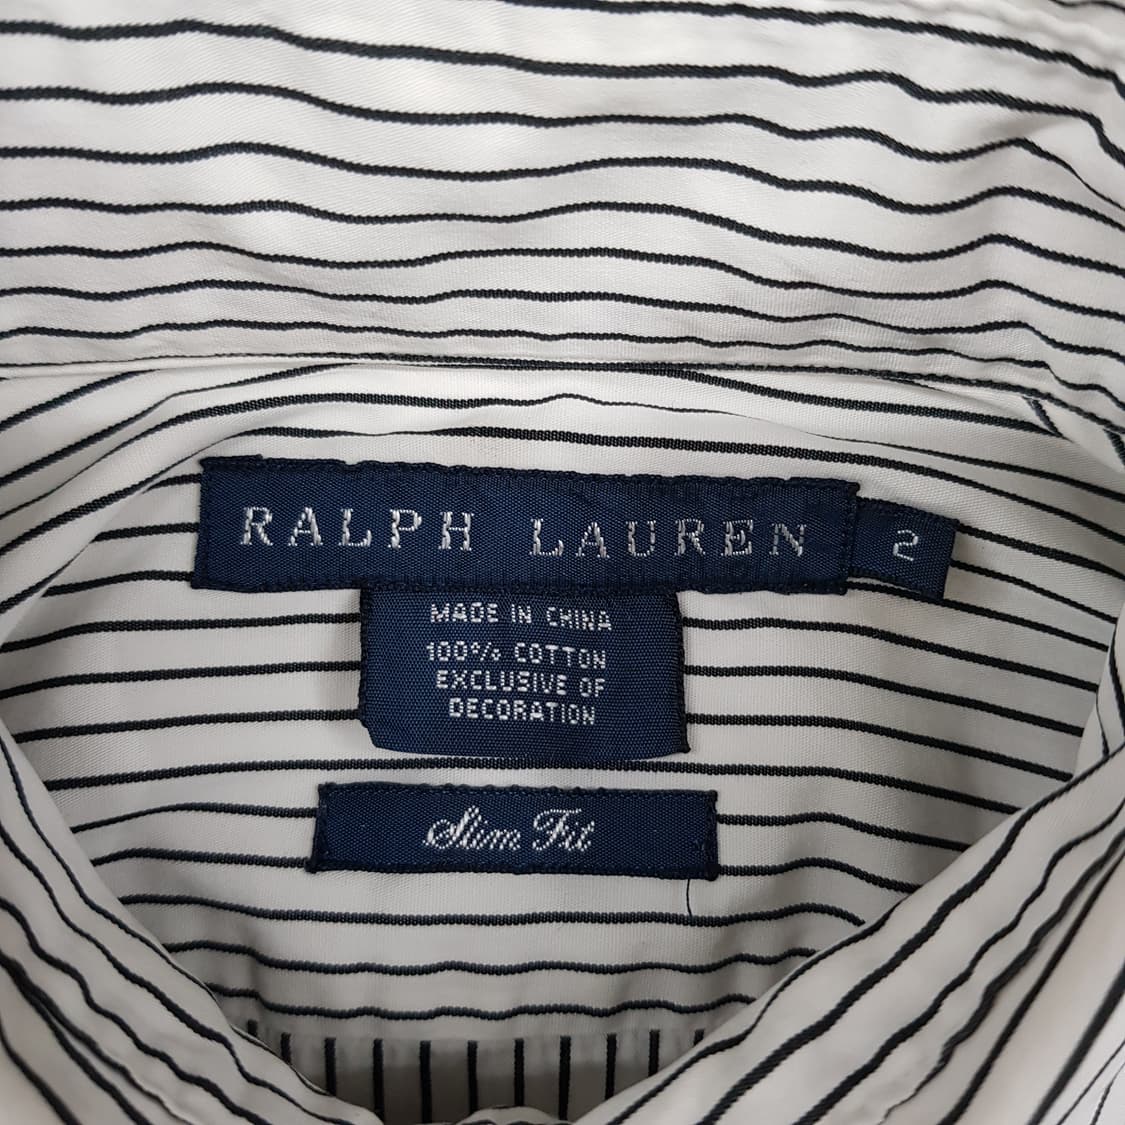 RALPH LAUREN 2
MADE IN CHINA
100% COTTON
EXCLUSIVE OF
DECORATION
Slim Fit